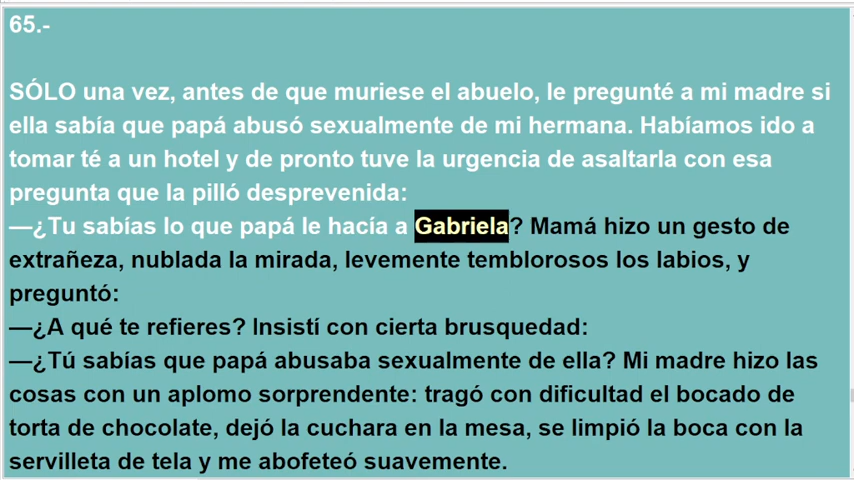 65.-
SÓLO una vez, antes de que muriese el abuelo, le pregunté a mi madre si
ella sabía que papá abusó sexualmente de mi hermana. Habíamos ido a
tomar té a un hotel y de pronto tuve la urgencia de asaltarla con esa
pregunta que la pilló desprevenida:
—¿Tu sabías lo que papá le hacía a Gabriela? Mamá hizo un gesto de
extrañeza, nublada la mirada, levemente temblorosos los labios, y
preguntó:
—¿A qué te refieres? Insistí con cierta brusquedad:
—¿Tú sabías que papá abusaba sexualmente de ella? Mi madre hizo las
cosas con un aplomo sorprendente: tragó con dificultad el bocado de
torta de chocolate, dejó la cuchara en la mesa, se limpió la boca con la
servilleta de tela y me abofeteó suavemente.